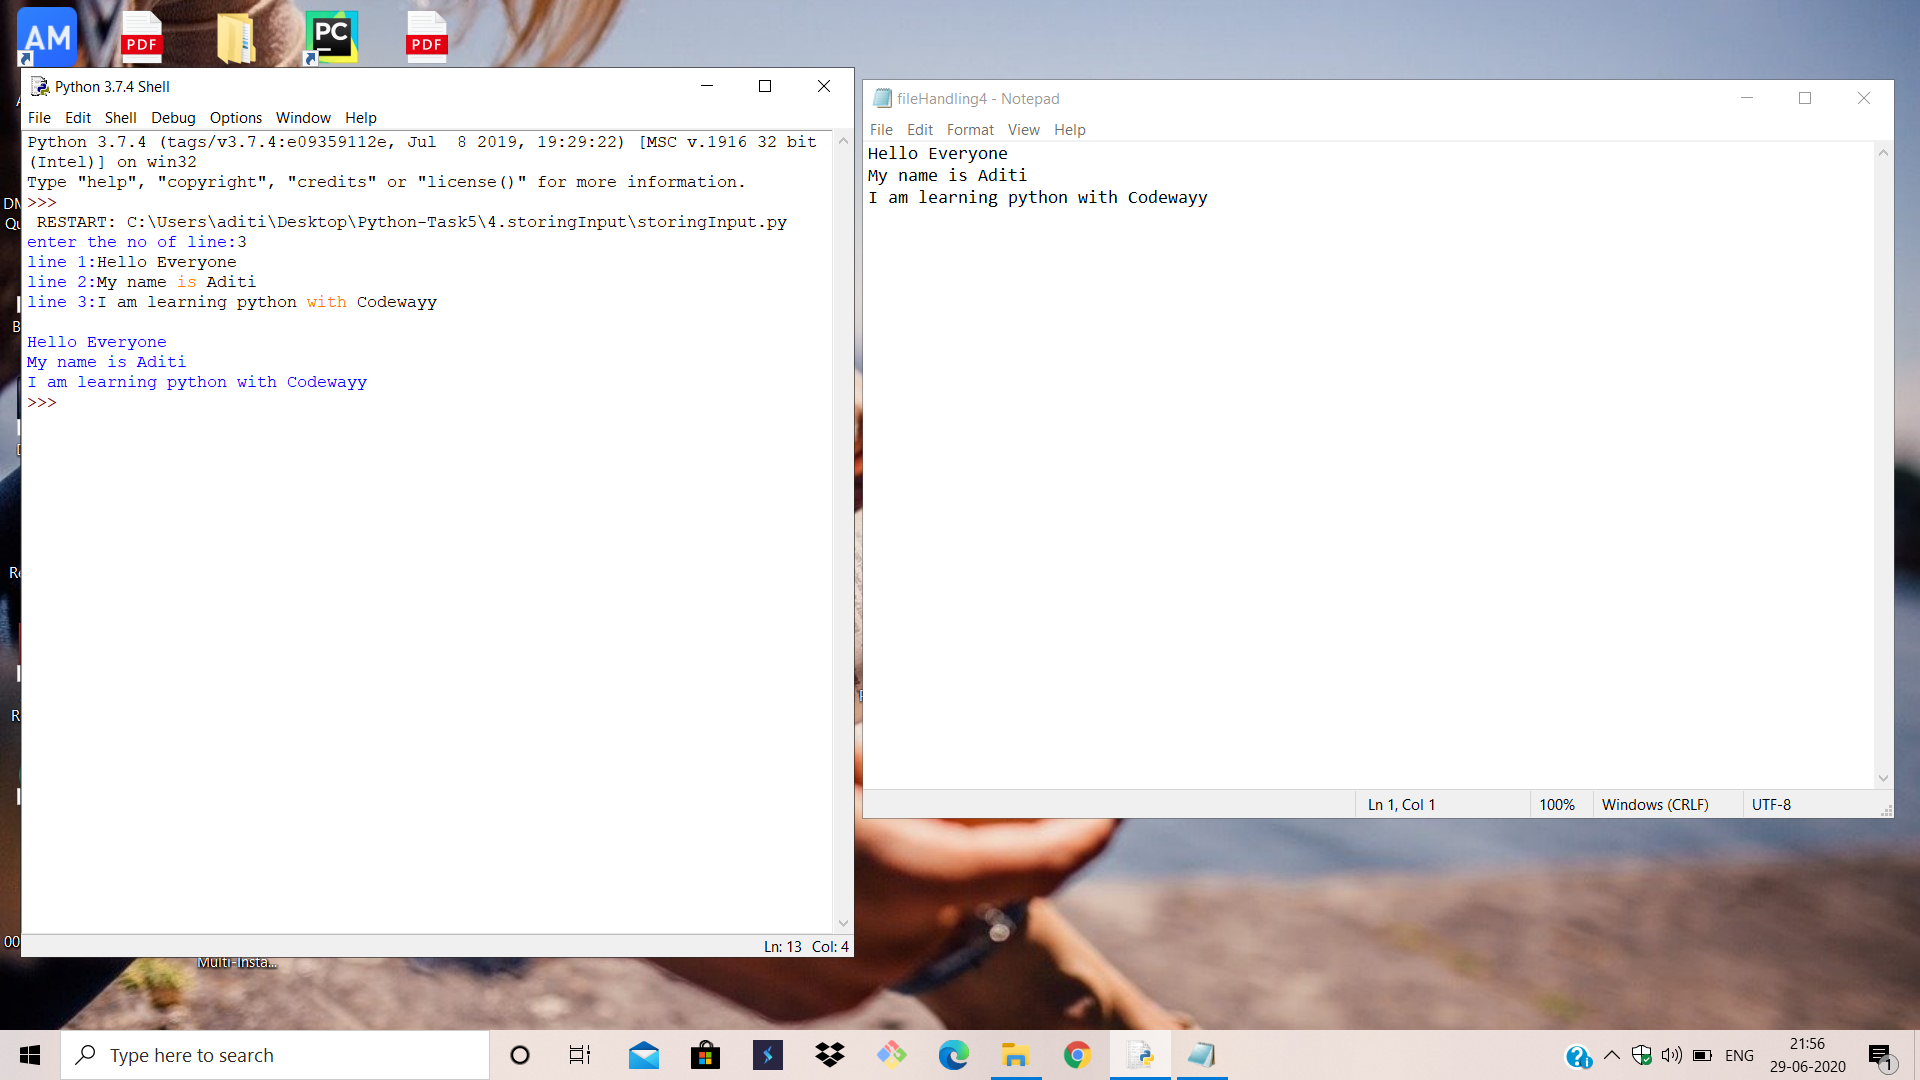 AM
PDF
PC
PDF
Python 3.7.4 Shell
File Edit Shell Debug Options Window Help
Python 3.7.4 (tags/v3.7.4:e09359112e, Jul  8 2019, 19:29:22) [MSC v.1916 32 bit
(Intel)] on win32
Type "help", "copyright", "credits" or "license()" for more information.
>>>
 RESTART: C:\Users\aditi\Desktop\Python-Task5\4.storingInput\storingInput.py
enter the no of line:3
line 1:Hello Everyone
line 2:My name is Aditi
line 3:I am learning python with Codewayy
Hello Everyone
My name is Aditi
I am learning python with Codewayy
>>>
Ln: 13 Col: 4
fileHandling4 - Notepad
File Edit Format View Help
Hello Everyone
My name is Aditi
I am learning python with Codewayy
Ln 1, Col 1
100%
Windows (CRLF)
UTF-8
Multi-Insta...
Type here to search
ENG
21:56
29-06-2020
1